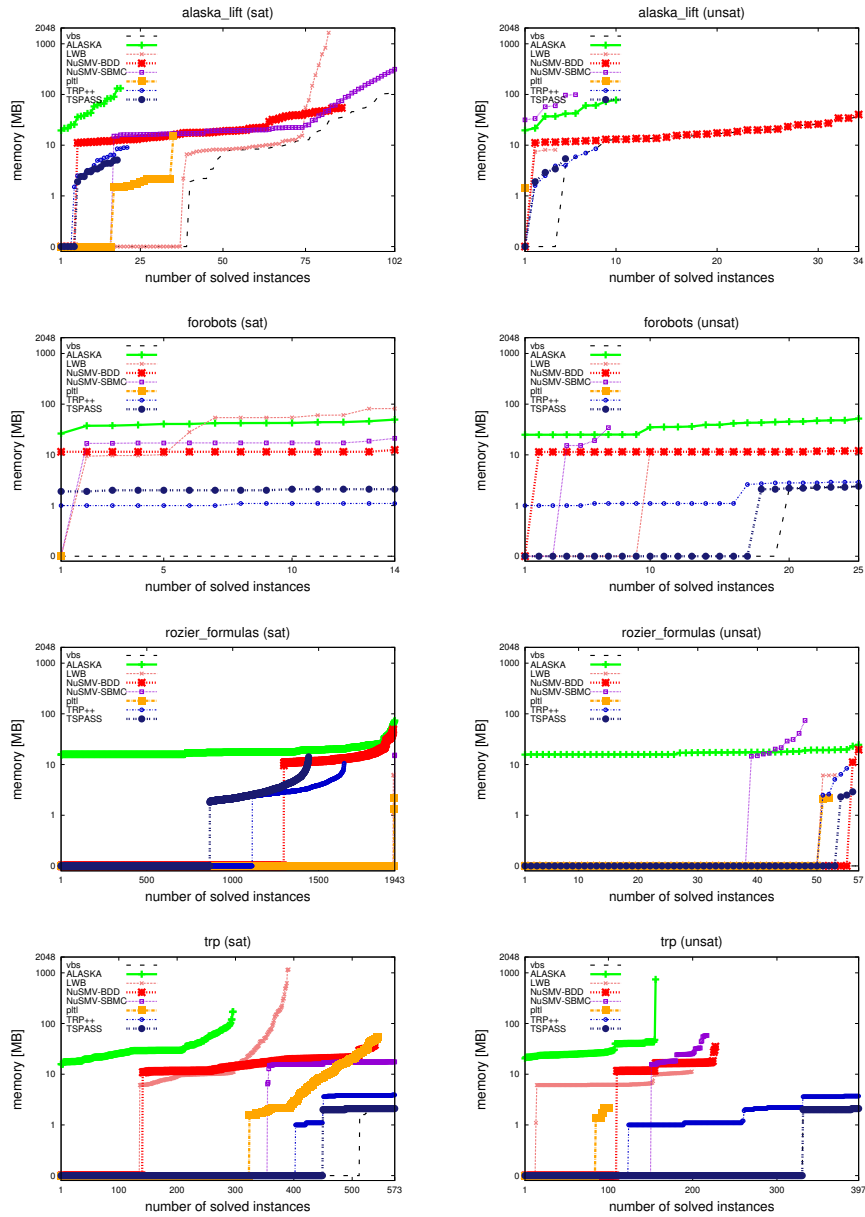 alaska_lift (sat)
2048
1000
100
10
1
0
memory [MB]
vbs
ALASKA
LWB
NuSMV-BDD
NuSMV-SBMC
pltl
TRP++
TSPASS
1
25
50
75
102
number of solved instances
alaska_lift (unsat)
2048
1000
100
10
1
0
memory [MB]
vbs
ALASKA
LWB
NuSMV-BDD
NuSMV-SBMC
pltl
TRP++
TSPASS
1
10
20
30
34
number of solved instances
forobots (sat)
2048
1000
100
10
1
0
memory [MB]
vbs
ALASKA
LWB
NuSMV-BDD
NuSMV-SBMC
pltl
TRP++
TSPASS
1
5
10
14
number of solved instances
forobots (unsat)
2048
1000
100
10
1
0
memory [MB]
vbs
ALASKA
LWB
NuSMV-BDD
NuSMV-SBMC
pltl
TRP++
TSPASS
1
10
20
25
number of solved instances
rozier_formulas (sat)
2048
1000
100
10
1
0
memory [MB]
vbs
ALASKA
LWB
NuSMV-BDD
NuSMV-SBMC
pltl
TRP++
TSPASS
1
500
1000
1500
1943
number of solved instances
rozier_formulas (unsat)
2048
1000
100
10
1
0
memory [MB]
vbs
ALASKA
LWB
NuSMV-BDD
NuSMV-SBMC
pltl
TRP++
TSPASS
1
10
20
30
40
50
57
number of solved instances
trp (sat)
2048
1000
100
10
1
0
memory [MB]
vbs
ALASKA
LWB
NuSMV-BDD
NuSMV-SBMC
pltl
TRP++
TSPASS
1
100
200
300
400
500
573
number of solved instances
trp (unsat)
2048
1000
100
10
1
0
memory [MB]
vbs
ALASKA
LWB
NuSMV-BDD
NuSMV-SBMC
pltl
TRP++
TSPASS
1
100
200
300
397
number of solved instances